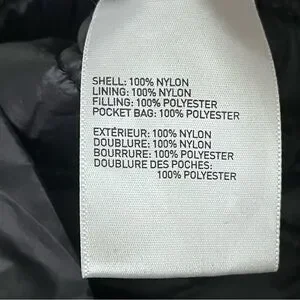 SHELL: 100% NYLON
LINING: 100% NYLON
FILLING: 100% POLYESTER
POCKET BAG: 100% POLYESTER
EXTÉRIEUR: 100% NYLON
DOUBLURE: 100% NYLON
BOURRURE: 100% POLYESTER
DOUBLURE DES POCHES:
100% POLYESTER